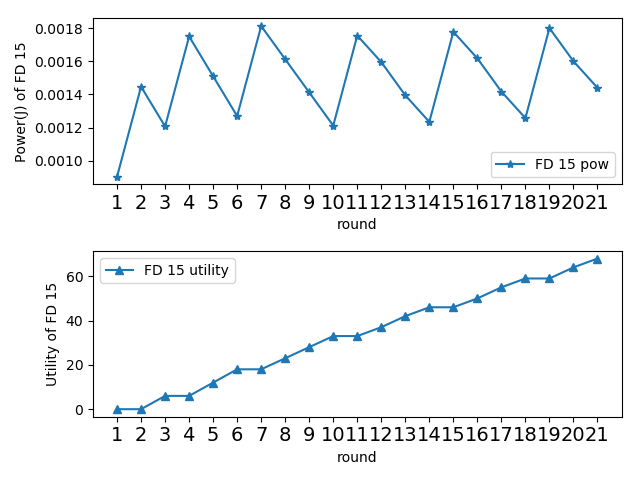 Power(J) of FD 15
0.0018
0.0016
0.0014
0.0012
0.0010
FD 15 pow
1 2 3 4 5 6 7 8 9 10 11 12 13 14 15 16 17 18 19 20 21
round
Utility of FD 15
60
40
20
0
FD 15 utility
1 2 3 4 5 6 7 8 9 10 11 12 13 14 15 16 17 18 19 20 21
round